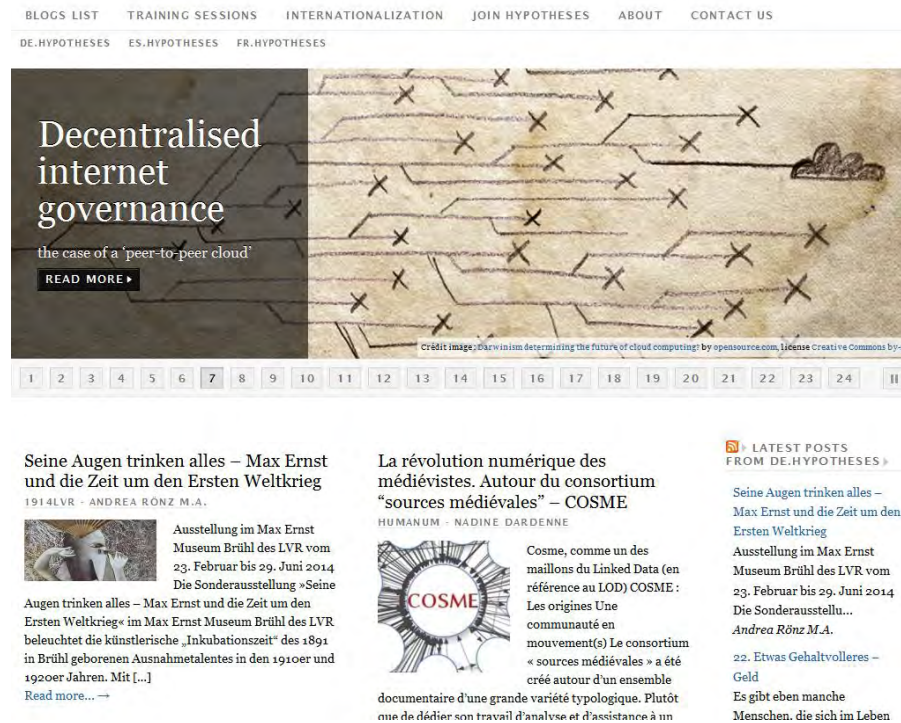 BLOGS LIST TRAINING SESSIONS INTERNATIONALIZATION JOIN HYPOTHESES ABOUT CONTACT US
DE.HYPOTHESES ES.HYPOTHESES FR.HYPOTHESES
Decentralised
internet
governance
the case of a ‘peer-to-peer cloud’
READ MORE
Crédit image: Darwinism determining the future of cloud computing? by opensource.com, license Creative Commons by-
1 2 3 4 5 6 7 8 9 10 11 12 13 14 15 16 17 18 19 20 21 22 23 24
Seine Augen trinken alles – Max Ernst
und die Zeit um den Ersten Weltkrieg
1914LVR - ANDREA RÖNZ M.A.
Ausstellung im Max Ernst
Museum Brühl des LVR vom
23. Februar bis 29. Juni 2014
Die Sonderausstellung »Seine
Augen trinken alles – Max Ernst und die Zeit um den
Ersten Weltkrieg« im Max Ernst Museum Brühl des LVR
beleuchtet die künstlerische „Inkubationszeit“ des 1891
in Brühl geborenen Ausnahmetalentes in den 1910er und
1920er Jahren. Mit [...]
Read more... →
La révolution numérique des
médiévistes. Autour du consortium
“sources médiévales” – COSME
HUMANUM - NADINE DARDENNE
COSME
Cosme, comme un des
maillons du Linked Data (en
référence au LOD) COSME :
Les origines Une
communauté en
mouvement(s) Le consortium
« sources médiévales » a été
créé autour d’un ensemble
documentaire d’une grande variété typologique. Plutôt
que de dédier son travail d’analyse et d’assistance à un
LATEST POSTS
FROM DE.HYPOTHESES
Seine Augen trinken alles –
Max Ernst und die Zeit um den
Ersten Weltkrieg
Ausstellung im Max Ernst
Museum Brühl des LVR vom
23. Februar bis 29. Juni 2014
Die Sonderausstellu...
Andrea Rönz M.A.
22. Etwas Gehaltvolleres –
Geld
Es gibt eben manche
Menschen, die sich im Leben